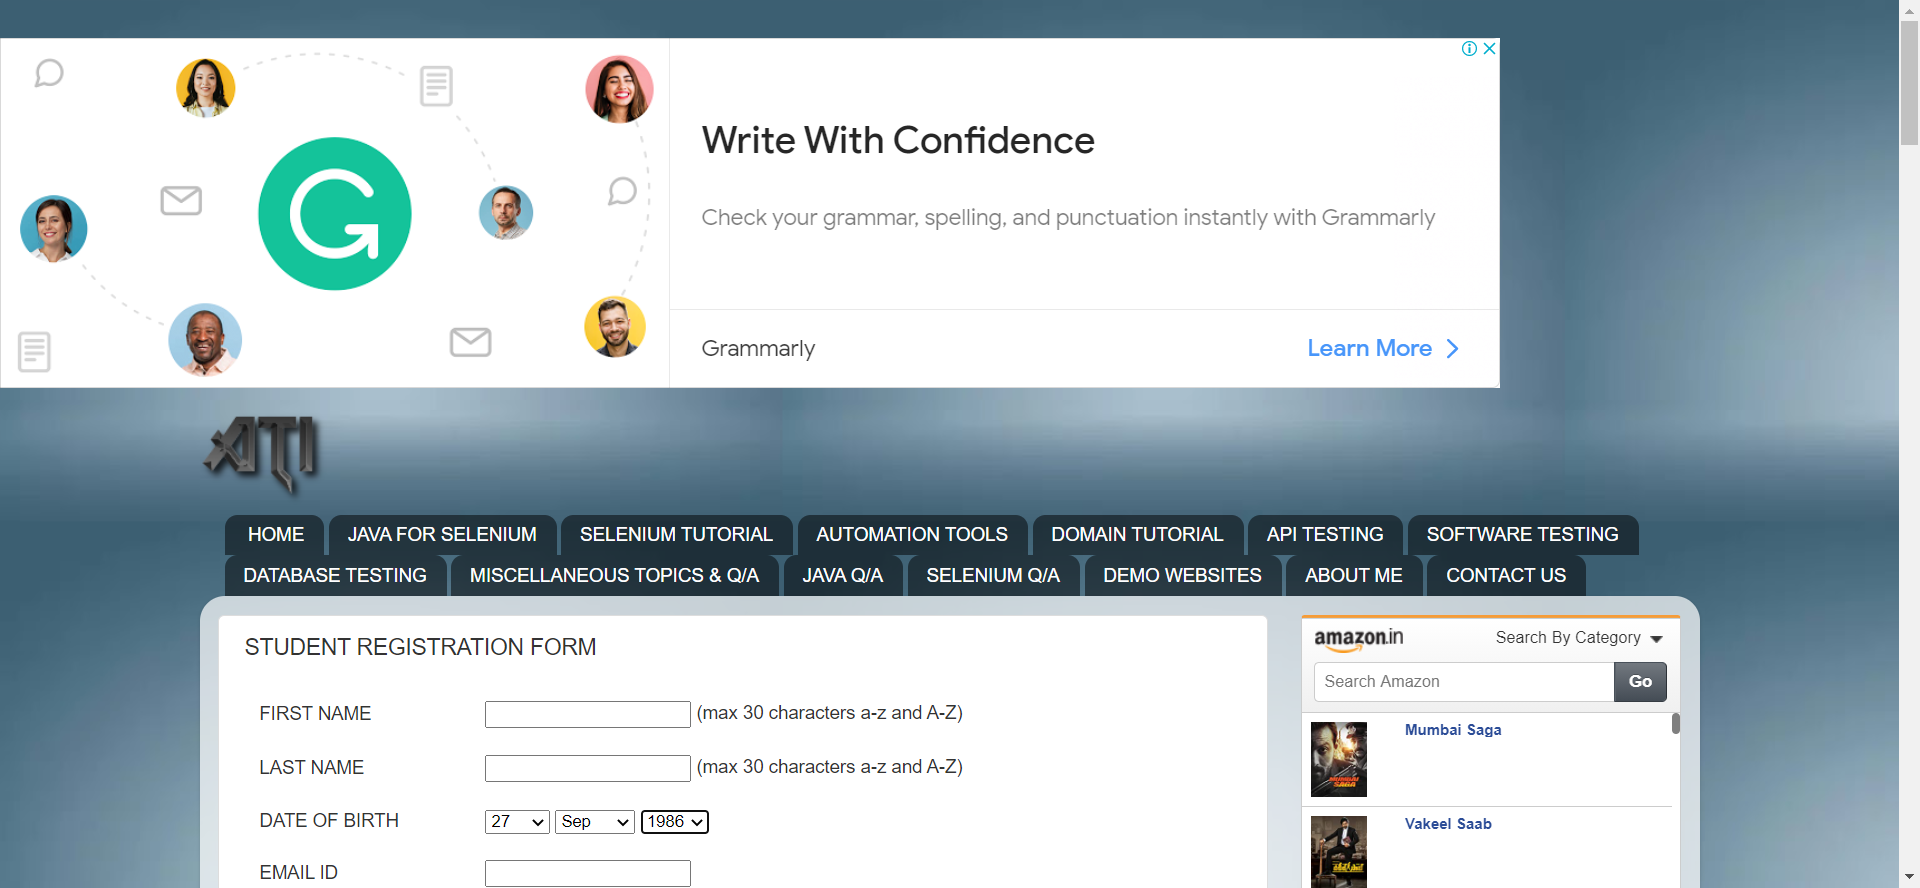 Write With Confidence
Check your grammar, spelling, and punctuation instantly with Grammarly
Grammarly
Learn More
ATI
HOME
JAVA FOR SELENIUM
SELENIUM TUTORIAL
AUTOMATION TOOLS
DOMAIN TUTORIAL
API TESTING
SOFTWARE TESTING
DATABASE TESTING
MISCELLANEOUS TOPICS & Q/A
JAVA Q/A
SELENIUM Q/A
DEMO WEBSITES
ABOUT ME
CONTACT US
STUDENT REGISTRATION FORM
FIRST NAME (max 30 characters a-z and A-Z)
LAST NAME (max 30 characters a-z and A-Z)
DATE OF BIRTH 27 Sep 1986
EMAIL ID
amazon.in Search By Category
Search Amazon Go
Mumbai Saga
MUMBAI SAGA
Vakeel Saab